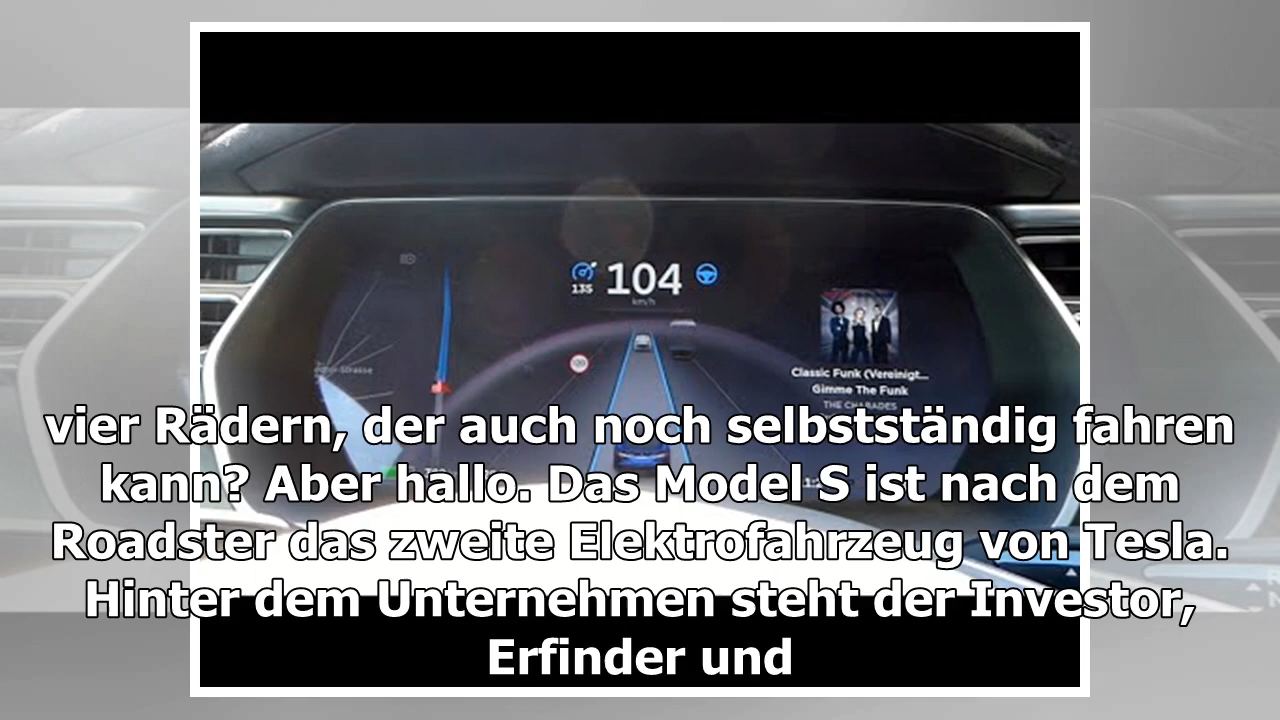 135
104
km/h
Classic Funk (Vereinigt...
Gimme The Funk
THE CHARADES
vier Rädern, der auch noch selbstständig fahren
kann? Aber hallo. Das Model S ist nach dem
Roadster das zweite Elektrofahrzeug von Tesla.
Hinter dem Unternehmen steht der Investor,
Erfinder und